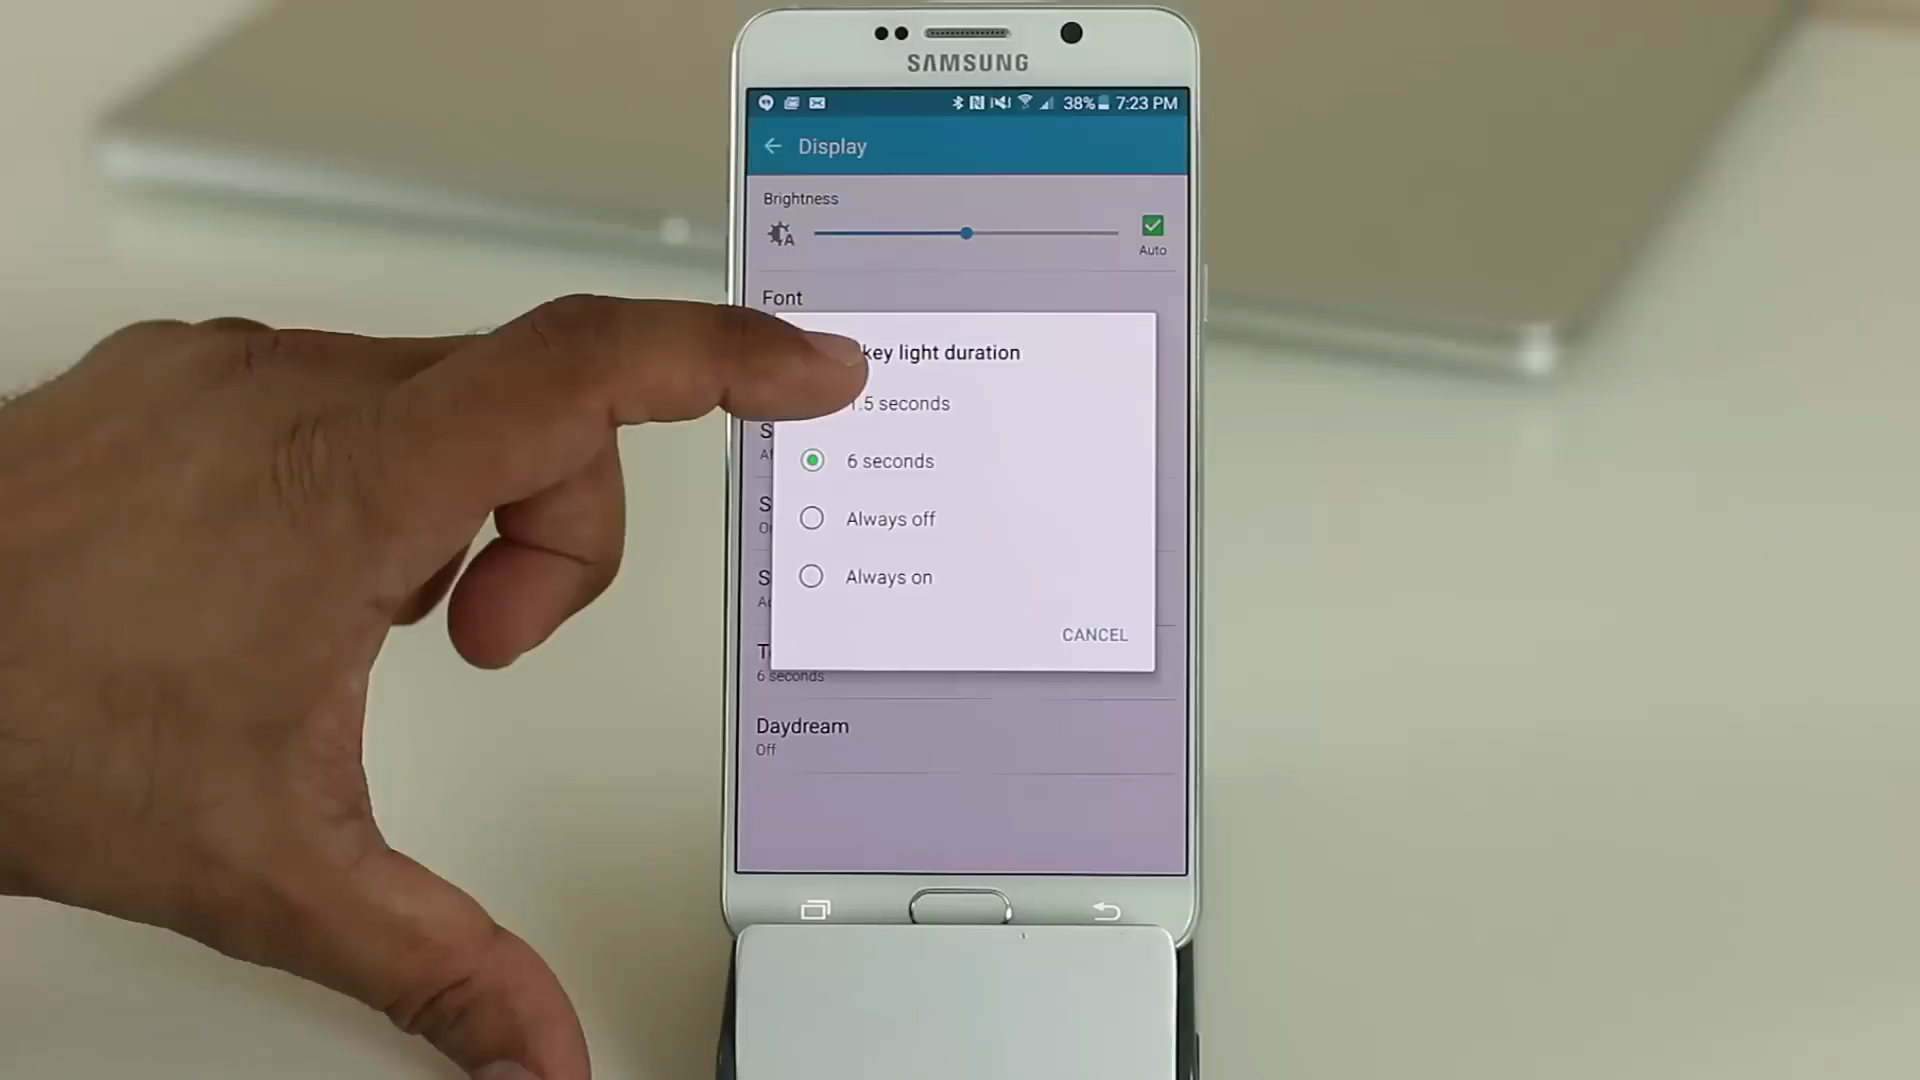 SAMSUNG
38% 7:23 PM
Display
Brightness
Auto
Font
key light duration
1.5 seconds
6 seconds
Always off
Always on
CANCEL
6 seconds
Daydream
Off